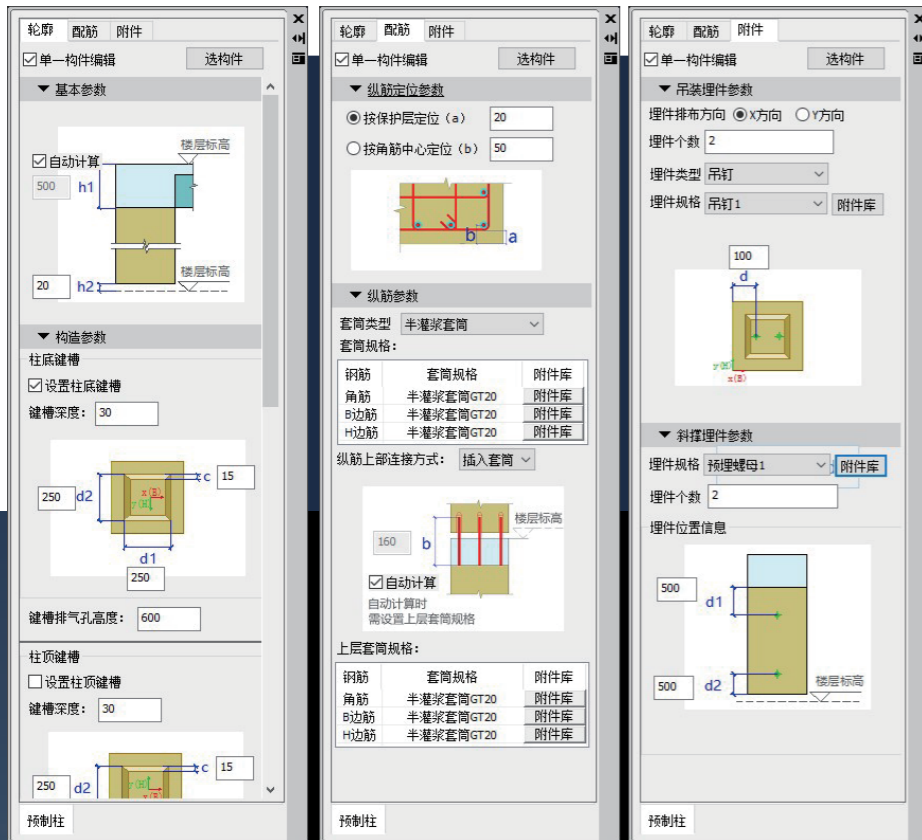 轮廓 配筋 附件
单一构件编辑 选构件
基本参数
楼层标高
自动计算
500 h1
楼层标高
20 h2
构造参数
柱底键槽
设置柱底键槽
键槽深度: 30
c 15
250 d2 x(B)
y(H)
d1
250
键槽排气孔高度: 600
柱顶键槽
设置柱顶键槽
键槽深度: 30
c 15
250 d2 y(H)
x(B)
预制柱
轮廓 配筋 附件
单一构件编辑 选构件
纵筋定位参数
按保护层定位(a) 20
按角筋中心定位(b) 50
b a
纵筋参数
套筒类型 半灌浆套筒
套筒规格:
钢筋 套筒规格 附件库
角筋 半灌浆套筒GT20 附件库
B边筋 半灌浆套筒GT20 附件库
H边筋 半灌浆套筒GT20 附件库
纵筋上部连接方式: 插入套筒
楼层标高
160 b
自动计算
自动计算时
需设置上层套筒规格
上层套筒规格:
钢筋 套筒规格 附件库
角筋 半灌浆套筒GT20 附件库
B边筋 半灌浆套筒GT20 附件库
H边筋 半灌浆套筒GT20 附件库
预制柱
轮廓 配筋 附件
单一构件编辑 选构件
吊装埋件参数
埋件排布方向 X方向 Y方向
埋件个数 2
埋件类型 吊钉
埋件规格 吊钉1 附件库
100
d
y(H)
x(B)
斜撑埋件参数
埋件规格 预埋螺母1 附件库
埋件个数 2
埋件位置信息
500 d1
500 d2 楼层标高
预制柱